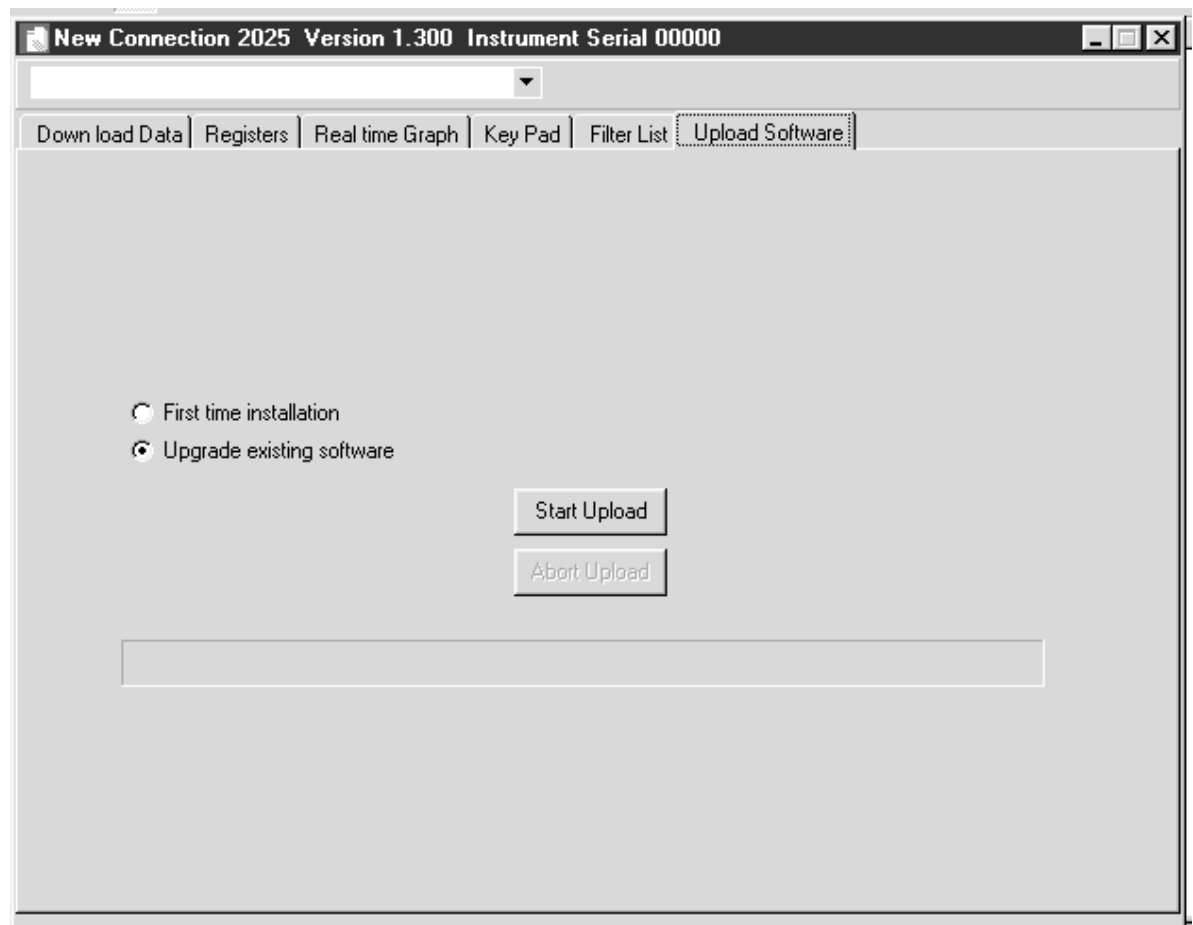 New Connection 2025 Version 1.300 Instrument Serial 00000
Down load Data Registers Real time Graph Key Pad Filter List Upload Software
First time installation
Upgrade existing software
Start Upload
Abort Upload